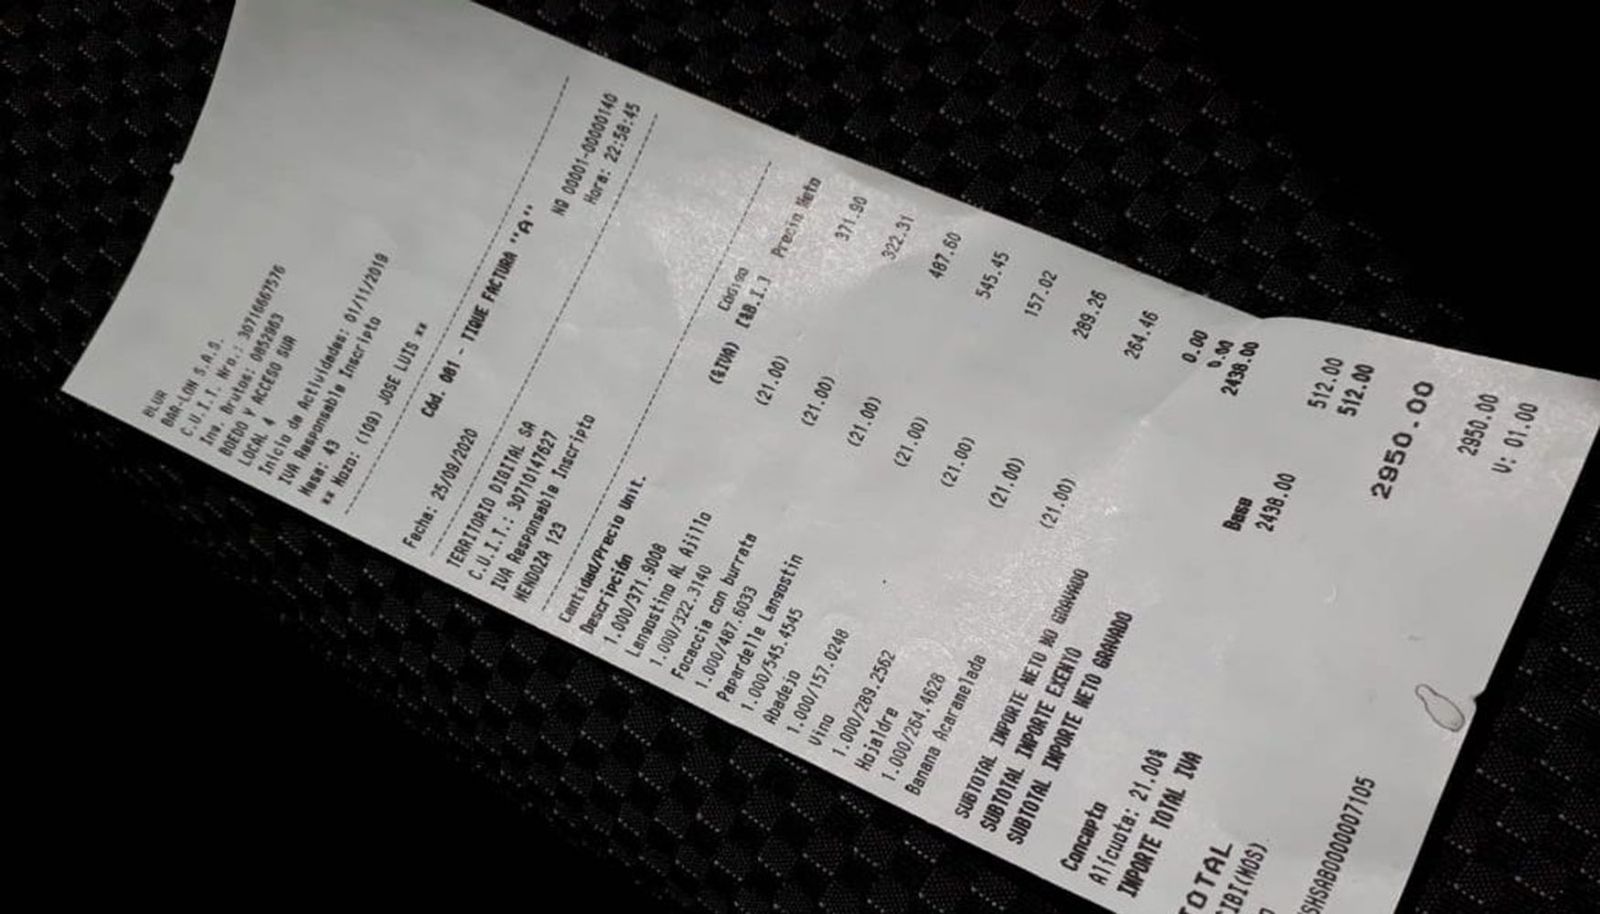 BLUR
BAR-LON S.A.S.
C.U.I.T. Nro.: 30716667576
Ing. Brutos: 0852863
BOEDO Y ACCESO SUR
LOCAL 4
Inicio de Actividades: 01/11/2019
IVA Responsable Inscripto
Mesa: 43
** Mozo: (109) JOSE LUIS **
Cód. 081 - TIQUE FACTURA "A"
Nº 00001-00000140
Fecha: 25/09/2020 Hora: 22:58:45
TERRITORIO DIGITAL SA
C.U.I.T.: 30710147627
IVA Responsable Inscripto
MENDOZA 123
Cantidad/Precio Unit. Código
Descripción (%IVA) [%B.I.] Precio Neto
1.000/371.9008
Langostino AL Ajillo (21.00) 371.90
1.000/322.3140
Focaccia con burrata (21.00) 322.31
1.000/487.6033
Papardelle Langostin (21.00) 487.60
1.000/545.4545
Abadejo (21.00) 545.45
1.000/157.0248
Vino (21.00) 157.02
1.000/289.2562
Hojaldre (21.00) 289.26
1.000/264.4628
Banana Acaramelada (21.00) 264.46
SUBTOTAL IMPORTE NETO NO GRAVADO 0.00
SUBTOTAL IMPORTE EXENTO 0.00
SUBTOTAL IMPORTE NETO GRAVADO 2438.00
Concepto Base
Alícuota: 21.00% 2438.00 512.00
IMPORTE TOTAL IVA 512.00
TOTAL 2950.00
CIBI(MOS)
2950.00
SHSAB0000007105 V: 01.00